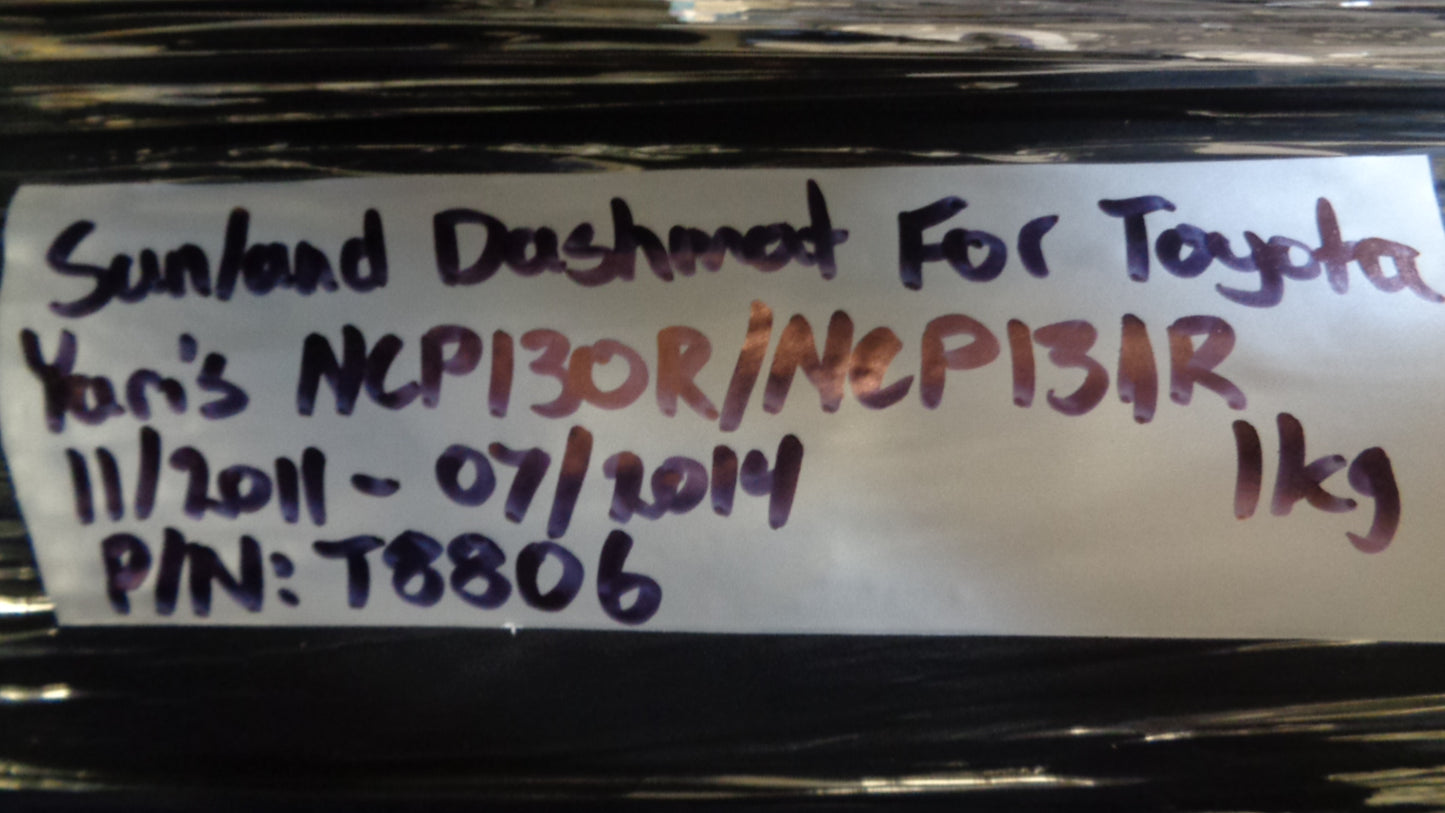 Sunland Dashmat For Toyota
Yaris NCP130R/NCP131R
11/2011 - 07/2014 1kg
P/N: T8806